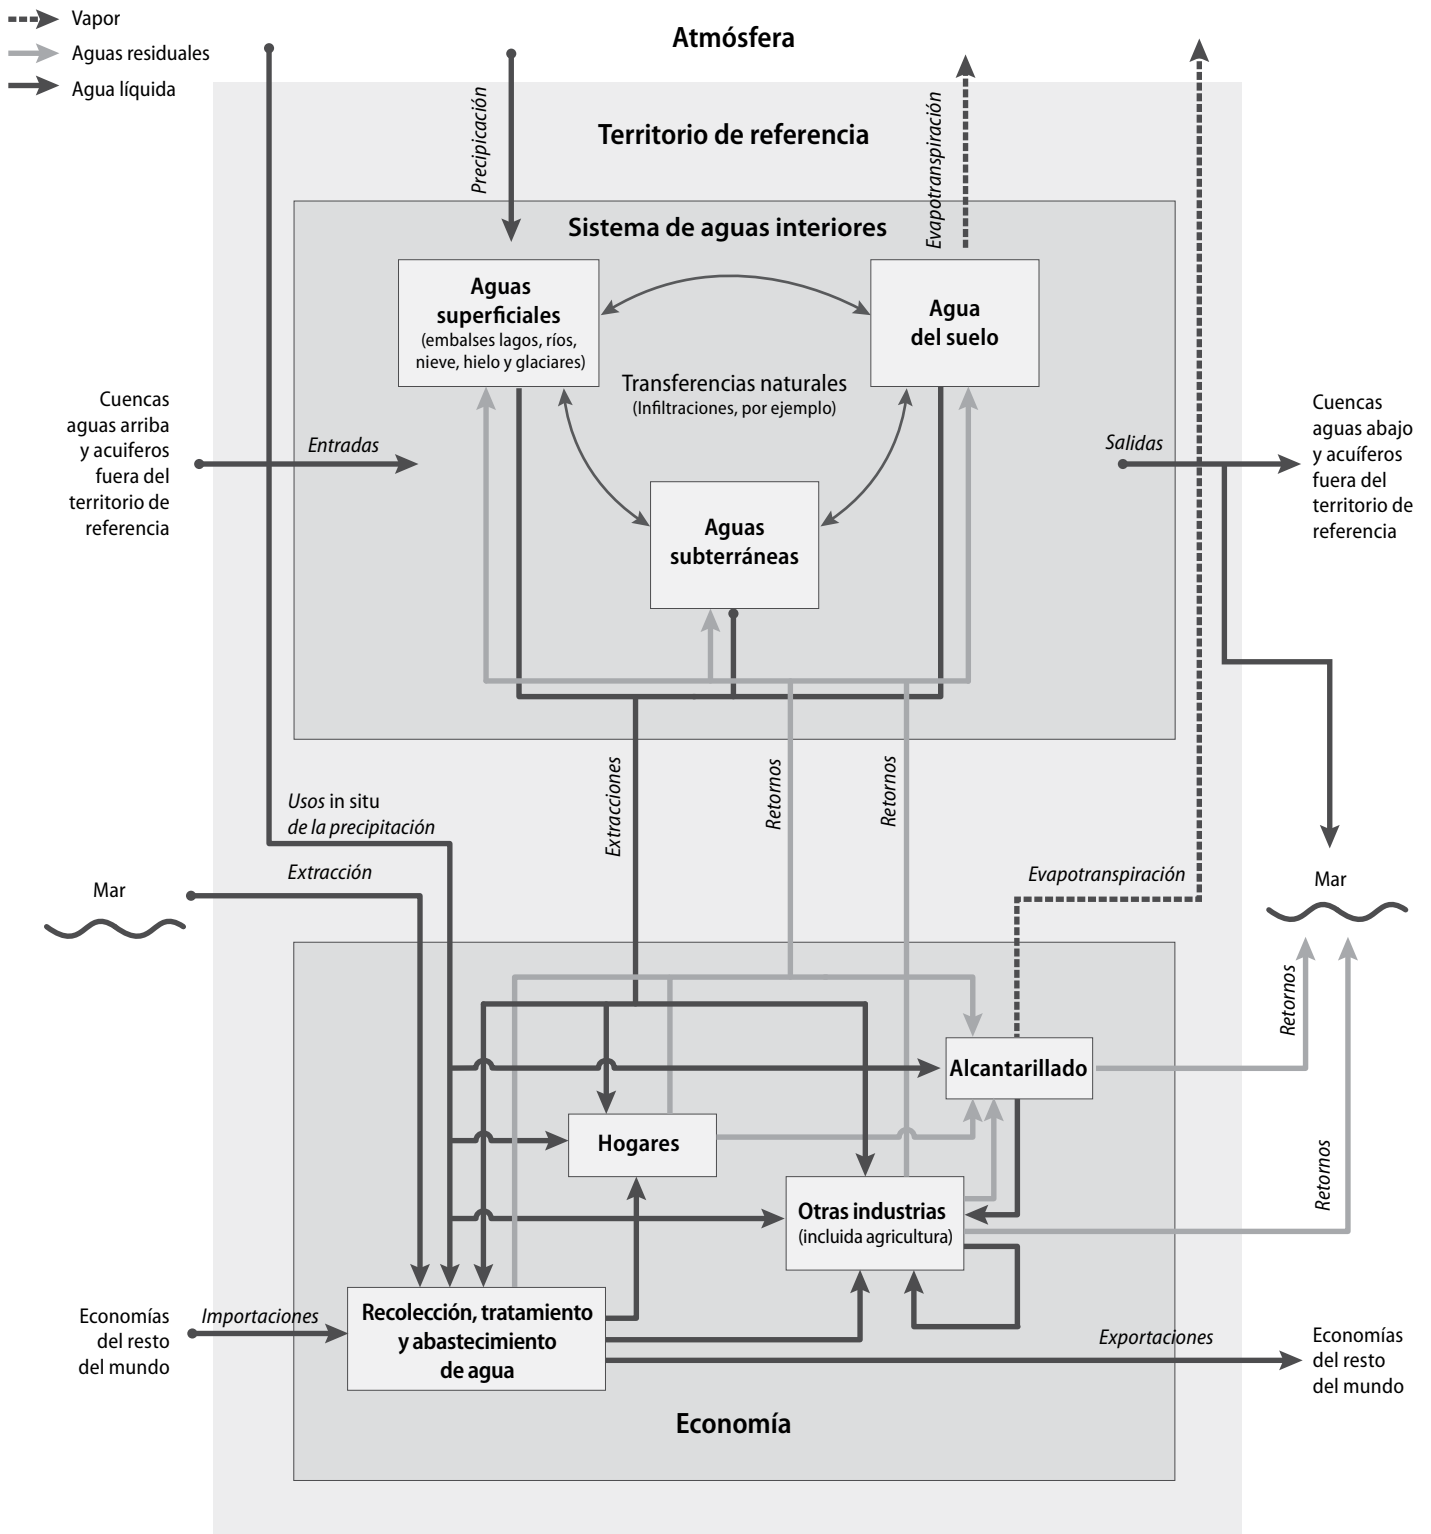 Vapor
Aguas residuales
Agua líquida
Atmósfera
Precipicación
Territorio de referencia
Evapotranspiración
Sistema de aguas interiores
Aguas
superficiales
(embalses lagos, ríos,
nieve, hielo y glaciares)
Agua
del suelo
Transferencias naturales
(Infiltraciones, por ejemplo)
Cuencas
aguas arriba
y acuiferos
fuera del
territorio de
referencia
Entradas
Salidas
Cuencas
aguas abajo
y acuíferos
fuera del
territorio de
referencia
Aguas
subterráneas
Extracciones
Retornos
Retornos
Usos in situ
de la precipitación
Extracción
Mar
Evapotranspiración
Mar
Retornos
Retornos
Alcantarillado
Hogares
Otras industrias
(incluida agricultura)
Economías
del resto
del mundo
Importaciones
Recolección, tratamiento
y abastecimiento
de agua
Exportaciones
Economías
del resto
del mundo
Economía